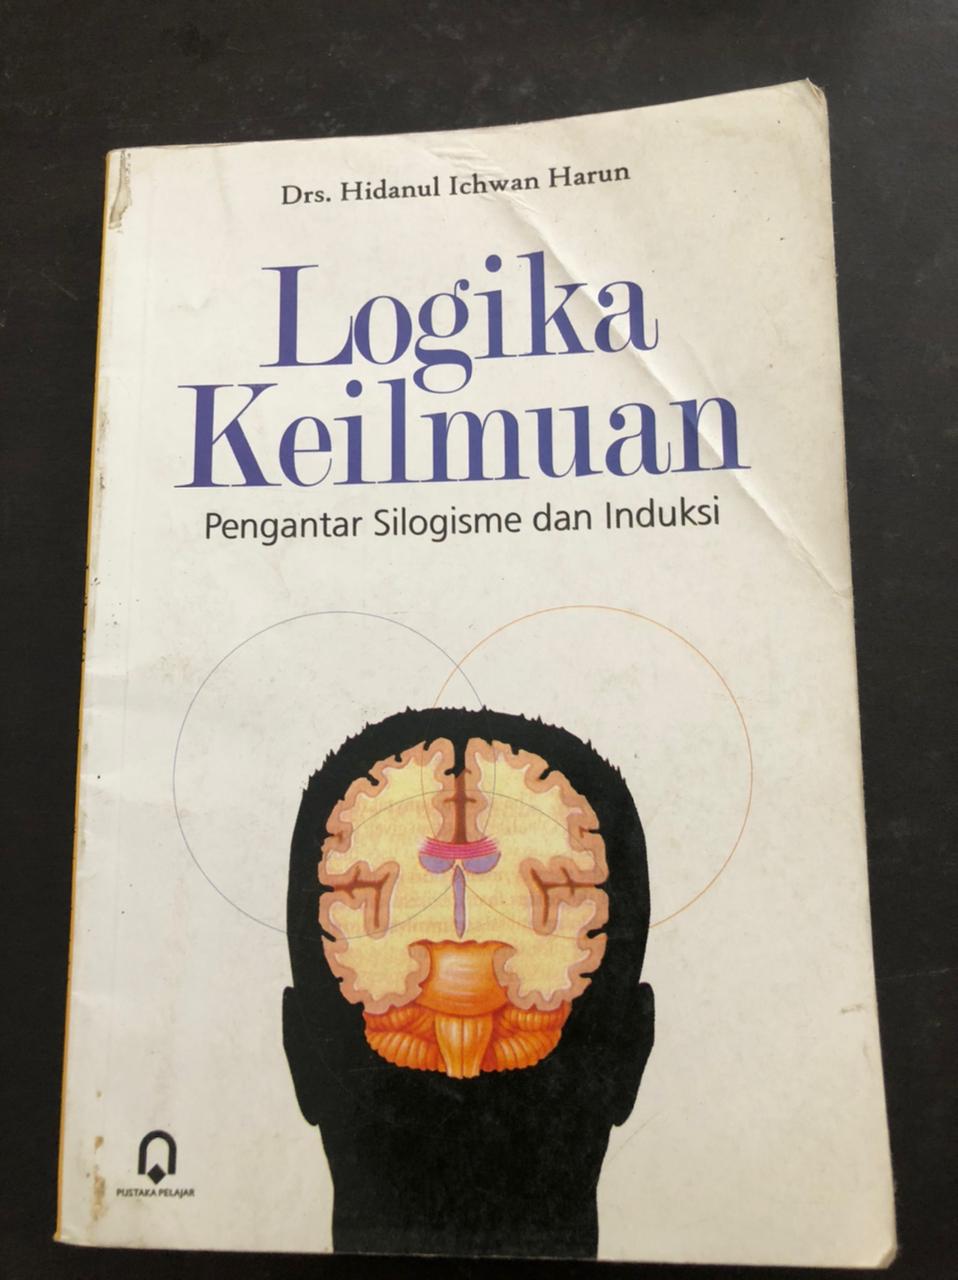 Drs. Hidanul Ichwan Harun
Logika
Keilmuan
Pengantar Silogisme dan Induksi
PUSTAKA PELAJAR